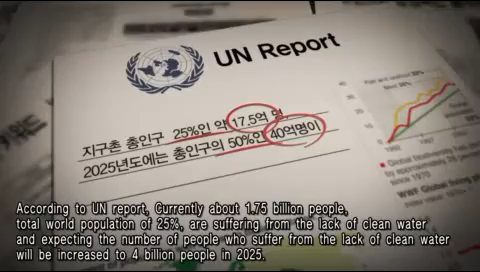 UN Report
지구촌 총인구 25%인 약 17.5억 명,
2025년도에는 총인구의 50%인 40억명이
According to UN report, Currently about 1.75 billion people,
total world population of 25%, are suffering from the lack of clean water
and expecting the number of people who suffer from the lack of clean water
will be increased to 4 billion people in 2025.